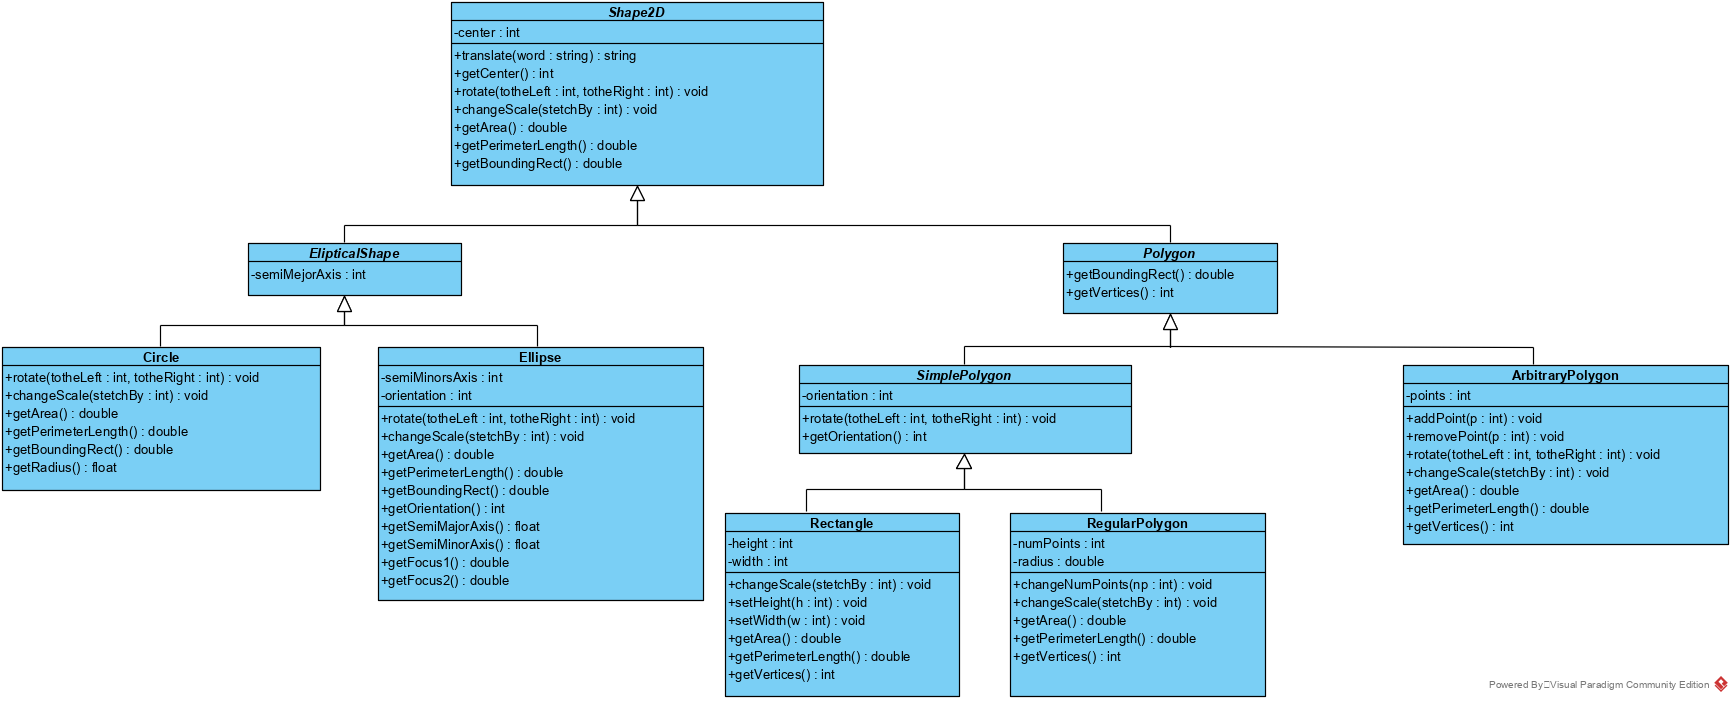 Shape2D
-center : int
+translate(word : string) : string
+getCenter() : int
+rotate(totheLeft : int, totheRight : int) : void
+changeScale(stetchBy : int) : void
+getArea() : double
+getPerimeterLength() : double
+getBoundingRect() : double
ElipticalShape
-semiMejorAxis : int
Polygon
+getBoundingRect() : double
+getVertices() : int
Circle
+rotate(totheLeft : int, totheRight : int) : void
+changeScale(stetchBy : int) : void
+getArea() : double
+getPerimeterLength() : double
+getBoundingRect() : double
+getRadius() : float
Ellipse
-semiMinorsAxis : int
-orientation : int
+rotate(totheLeft : int, totheRight : int) : void
+changeScale(stetchBy : int) : void
+getArea() : double
+getPerimeterLength() : double
+getBoundingRect() : double
+getOrientation() : int
+getSemiMajorAxis() : float
+getSemiMinorAxis() : float
+getFocus1() : double
+getFocus2() : double
SimplePolygon
-orientation : int
+rotate(totheLeft : int, totheRight : int) : void
+getOrientation() : int
ArbitraryPolygon
-points : int
+addPoint(p : int) : void
+removePoint(p : int) : void
+rotate(totheLeft : int, totheRight : int) : void
+changeScale(stetchBy : int) : void
+getArea() : double
+getPerimeterLength() : double
+getVertices() : int
Rectangle
-height : int
-width : int
+changeScale(stetchBy : int) : void
+setHeight(h : int) : void
+setWidth(w : int) : void
+getArea() : double
+getPerimeterLength() : double
+getVertices() : int
RegularPolygon
-numPoints : int
-radius : double
+changeNumPoints(np : int) : void
+changeScale(stetchBy : int) : void
+getArea() : double
+getPerimeterLength() : double
+getVertices() : int
Powered By Visual Paradigm Community Edition